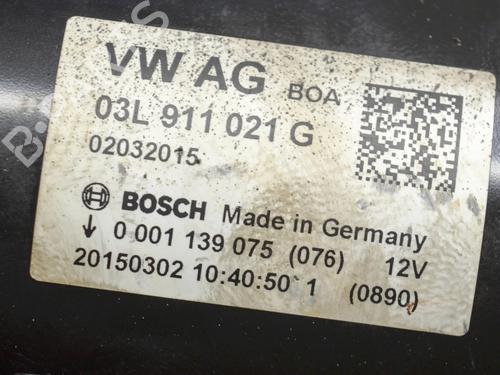 VW AG BOA
03L 911 021 G
02032015
BOSCH Made in Germany
0 001 139 075 (076) 12V
20150302 10:40:50 1 (0890)